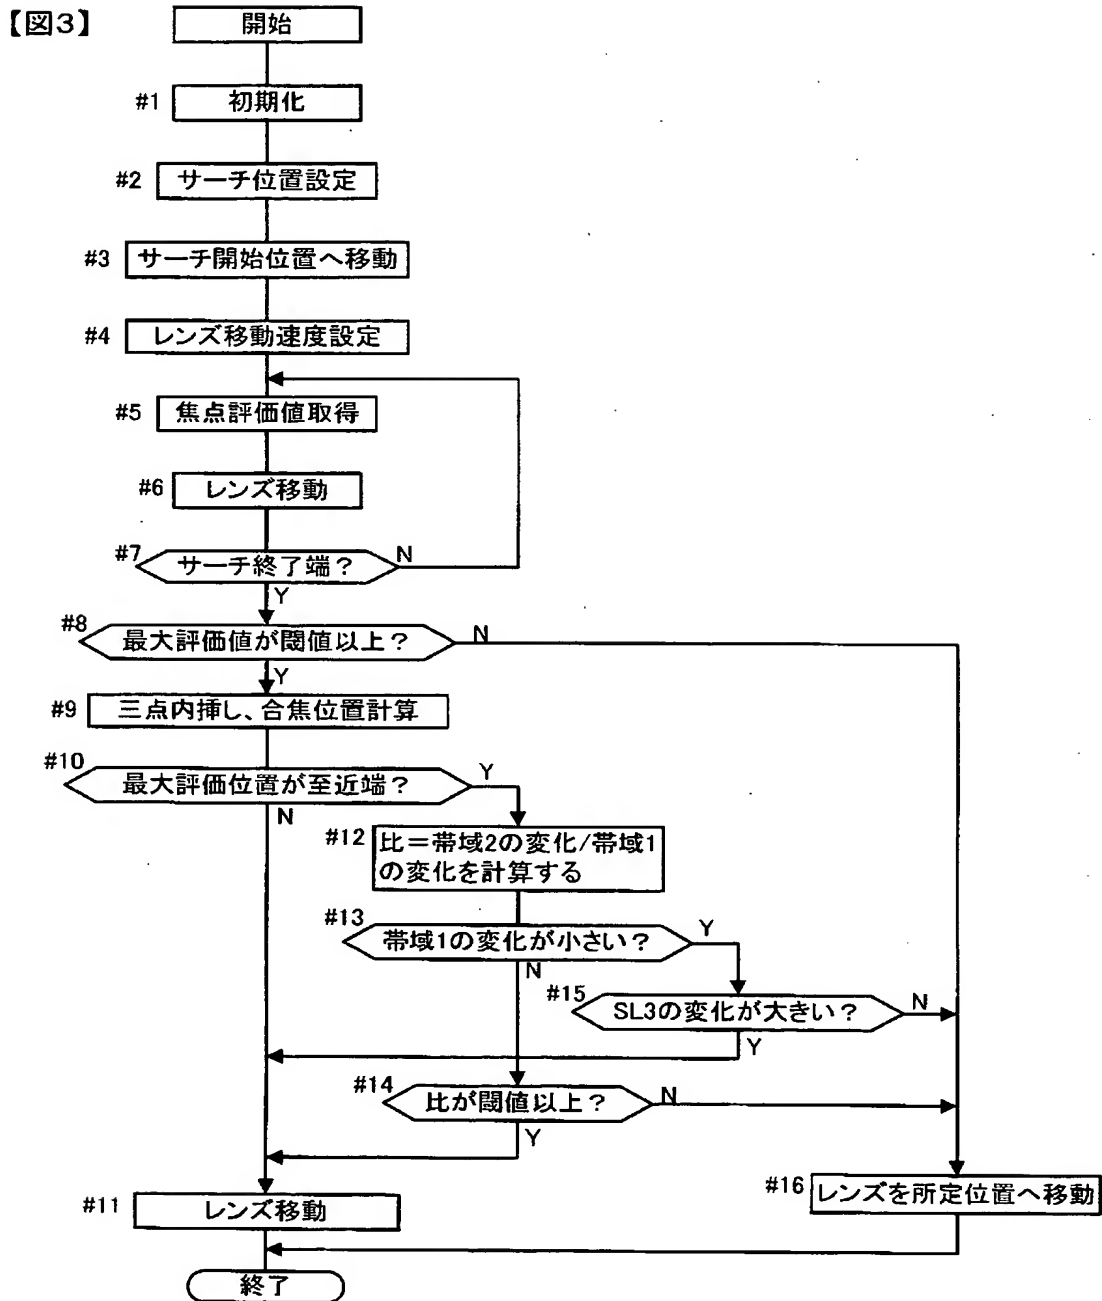 【図3】
開始
#1 初期化
#2 サーチ位置設定
#3 サーチ開始位置へ移動
#4 レンズ移動速度設定
#5 焦点評価値取得
#6 レンズ移動
#7 サーチ終了端？ N
Y
#8 最大評価値が閾値以上？ N
Y
#9 三点内挿し、合焦位置計算
#10 最大評価位置が至近端？ Y
N
#12 比＝帯域2の変化/帯域1
の変化を計算する
#13 帯域1の変化が小さい？ Y
N
#15 SL3の変化が大きい？ N
Y
#14 比が閾値以上？ N
Y
#11 レンズ移動
#16 レンズを所定位置へ移動
終了